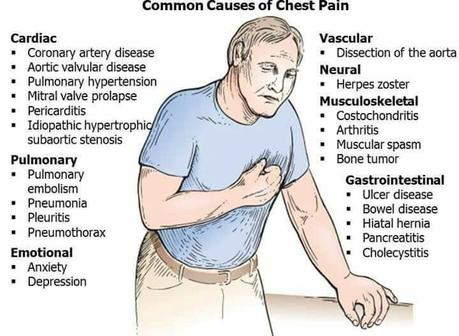 Common Causes of Chest Pain
Cardiac
▪ Coronary artery disease
▪ Aortic valvular disease
▪ Pulmonary hypertension
▪ Mitral valve prolapse
▪ Pericarditis
▪ Idiopathic hypertrophic
subaortic stenosis
Pulmonary
▪ Pulmonary
embolism
▪ Pneumonia
▪ Pleuritis
▪ Pneumothorax
Emotional
▪ Anxiety
▪ Depression
Vascular
▪ Dissection of the aorta
Neural
▪ Herpes zoster
Musculoskeletal
▪ Costochondritis
▪ Arthritis
▪ Muscular spasm
▪ Bone tumor
Gastrointestinal
▪ Ulcer disease
▪ Bowel disease
▪ Hiatal hernia
▪ Pancreatitis
▪ Cholecystitis